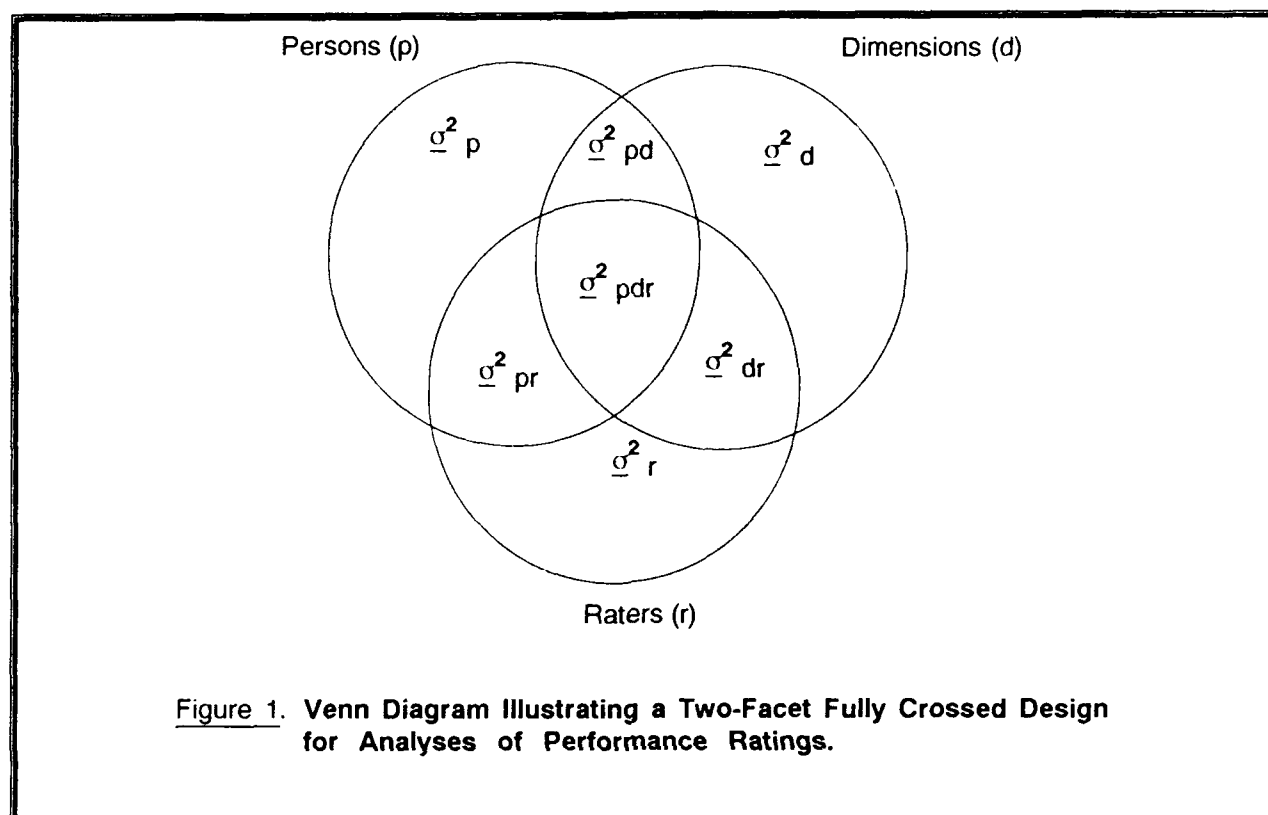 Persons (p)
Dimensions (d)
σ² p
σ² pd
σ² d
σ² pdr
σ² pr
σ² dr
σ² r
Raters (r)
Figure 1. Venn Diagram Illustrating a Two-Facet Fully Crossed Design
for Analyses of Performance Ratings.